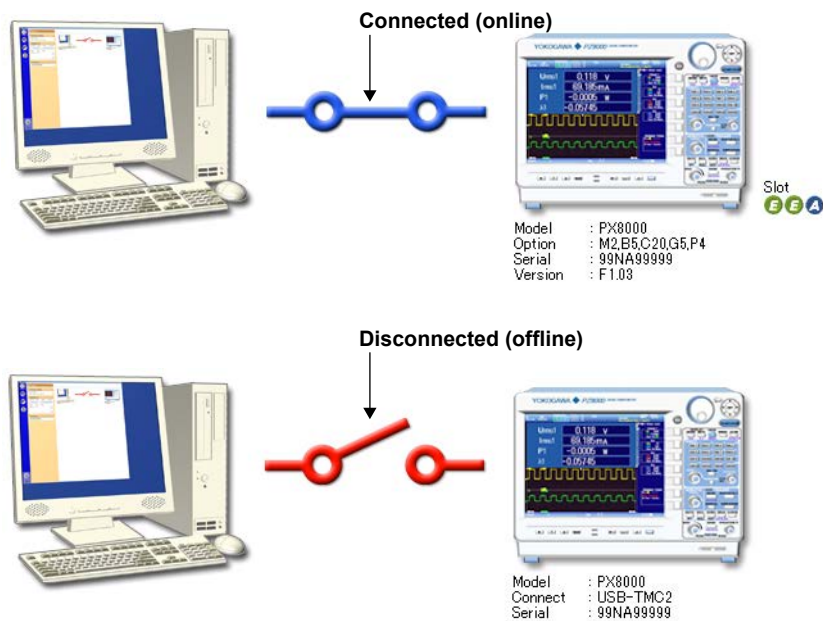 Connected (online)
YOKOGAWA
Urms1 0.118 V
Irms1 69.185mA
P1 -0.0005 W
λ1 -0.05745
Slot
E E A
Model : PX8000
Option : M2,B5,C20,G5,P4
Serial : 99NA99999
Version : F1.03
Disconnected (offline)
YOKOGAWA
Urms1 0.118 V
Irms1 69.185mA
P1 -0.0005 W
λ1 -0.05745
Model : PX8000
Connect : USB-TMC2
Serial : 99NA99999